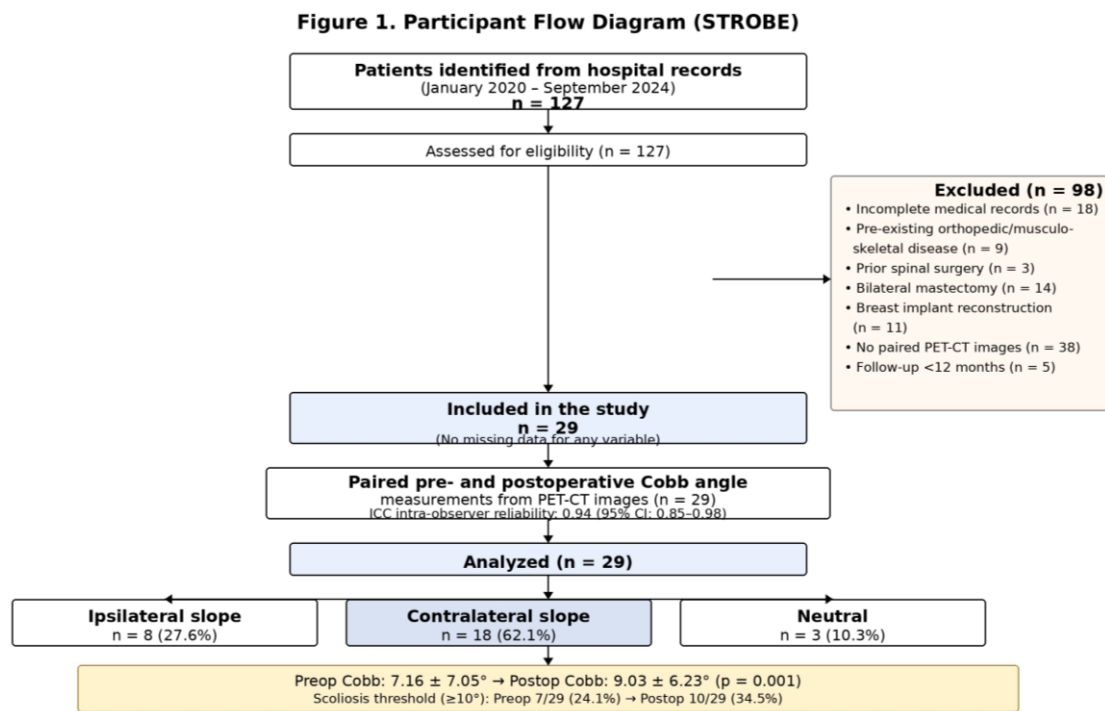 Figure 1. Participant Flow Diagram (STROBE)
Patients identified from hospital records
(January 2020 – September 2024)
n = 127
Assessed for eligibility (n = 127)
Excluded (n = 98)
• Incomplete medical records (n = 18)
• Pre-existing orthopedic/musculo-
skeletal disease (n = 9)
• Prior spinal surgery (n = 3)
• Bilateral mastectomy (n = 14)
• Breast implant reconstruction
(n = 11)
• No paired PET-CT images (n = 38)
• Follow-up <12 months (n = 5)
Included in the study
n = 29
(No missing data for any variable)
Paired pre- and postoperative Cobb angle
measurements from PET-CT images (n = 29)
ICC intra-observer reliability: 0.94 (95% CI: 0.85–0.98)
Analyzed (n = 29)
Ipsilateral slope
n = 8 (27.6%)
Contralateral slope
n = 18 (62.1%)
Neutral
n = 3 (10.3%)
Preop Cobb: 7.16 ± 7.05° → Postop Cobb: 9.03 ± 6.23° (p = 0.001)
Scoliosis threshold (≥10°): Preop 7/29 (24.1%) → Postop 10/29 (34.5%)